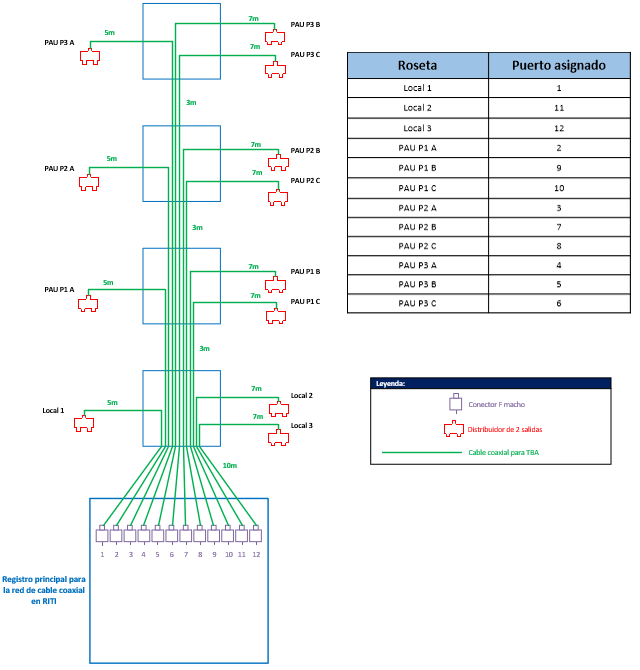 5m
7m
PAU P3 B
PAU P3 A
7m
PAU P3 C
3m
5m
7m
PAU P2 B
PAU P2 A
7m
PAU P2 C
3m
5m
7m
PAU P1 B
PAU P1 A
7m
PAU P1 C
3m
5m
7m
Local 2
Local 1
7m
Local 3
10m
1 2 3 4 5 6 7 8 9 10 11 12
Registro principal para
la red de cable coaxial
en RITI
Roseta Puerto asignado
Local 1 1
Local 2 11
Local 3 12
PAU P1 A 2
PAU P1 B 9
PAU P1 C 10
PAU P2 A 3
PAU P2 B 7
PAU P2 C 8
PAU P3 A 4
PAU P3 B 5
PAU P3 C 6
Leyenda:
Conector F macho
Distribuidor de 2 salidas
Cable coaxial para TBA